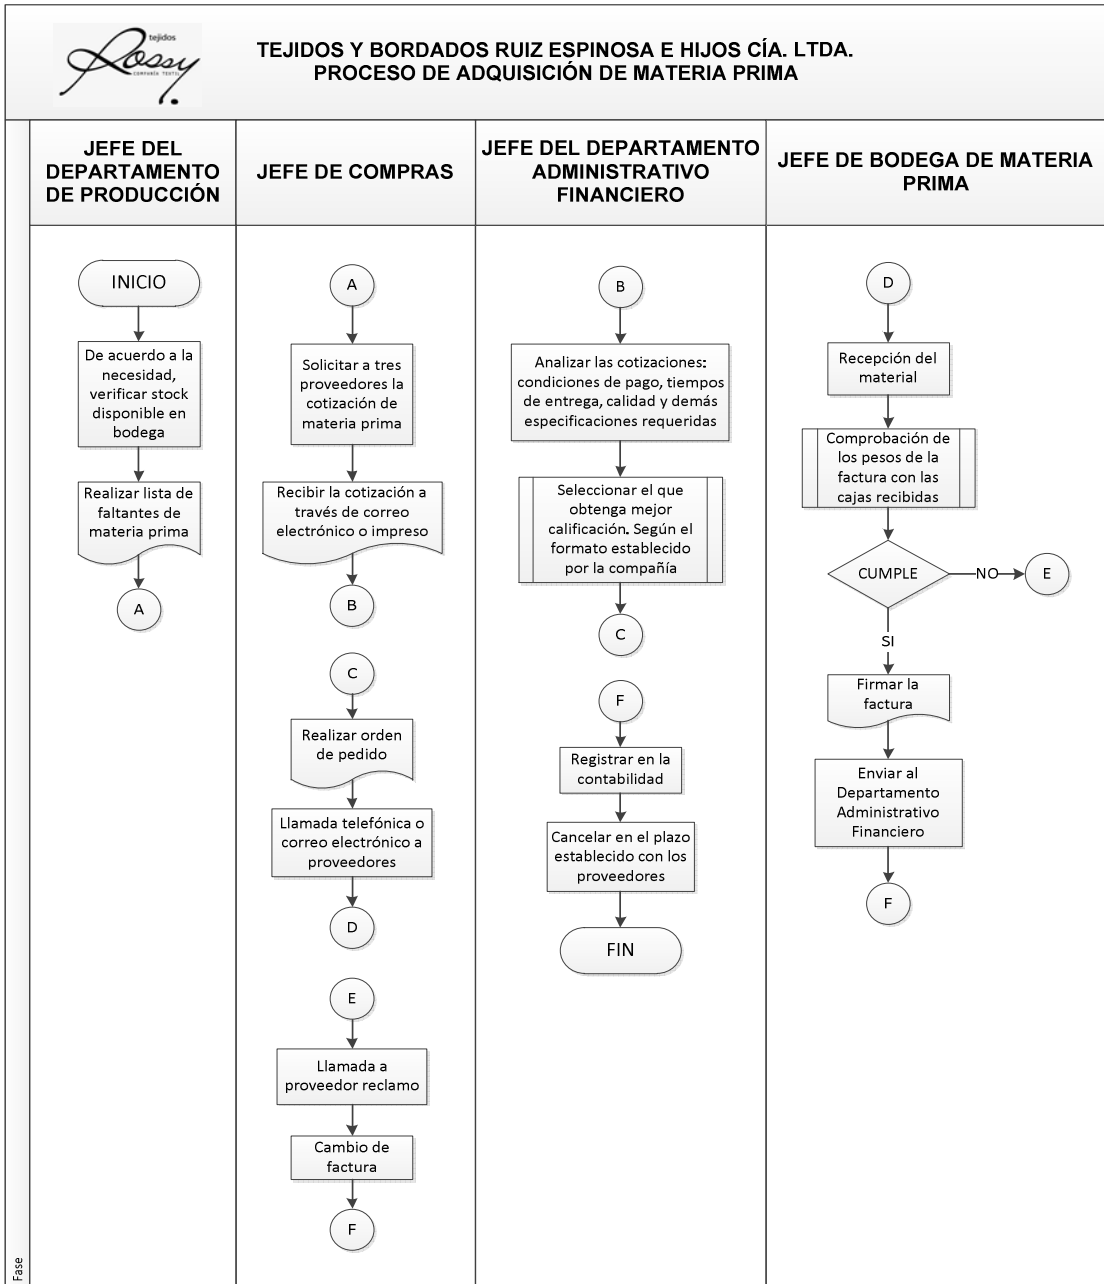 tejidos
Rossy
COMPAÑÍA TEXTIL
TEJIDOS Y BORDADOS RUIZ ESPINOSA E HIJOS CÍA. LTDA.
PROCESO DE ADQUISICIÓN DE MATERIA PRIMA
JEFE DEL
DEPARTAMENTO
DE PRODUCCIÓN
JEFE DE COMPRAS
JEFE DEL DEPARTAMENTO
ADMINISTRATIVO
FINANCIERO
JEFE DE BODEGA DE MATERIA
PRIMA
INICIO
De acuerdo a la
necesidad,
verificar stock
disponible en
bodega
Realizar lista de
faltantes de
materia prima
A
A
Solicitar a tres
proveedores la
cotización de
materia prima
Recibir la cotización a
través de correo
electrónico o impreso
B
C
Realizar orden
de pedido
Llamada telefónica o
correo electrónico a
proveedores
D
E
Llamada a
proveedor reclamo
Cambio de
factura
F
B
Analizar las cotizaciones:
condiciones de pago, tiempos
de entrega, calidad y demás
especificaciones requeridas
Seleccionar el que
obtenga mejor
calificación. Según el
formato establecido
por la compañía
C
F
Registrar en la
contabilidad
Cancelar en el plazo
establecido con los
proveedores
FIN
D
Recepción del
material
Comprobación de
los pesos de la
factura con las
cajas recibidas
CUMPLE
NO
E
SI
Firmar la
factura
Enviar al
Departamento
Administrativo
Financiero
F
Fase